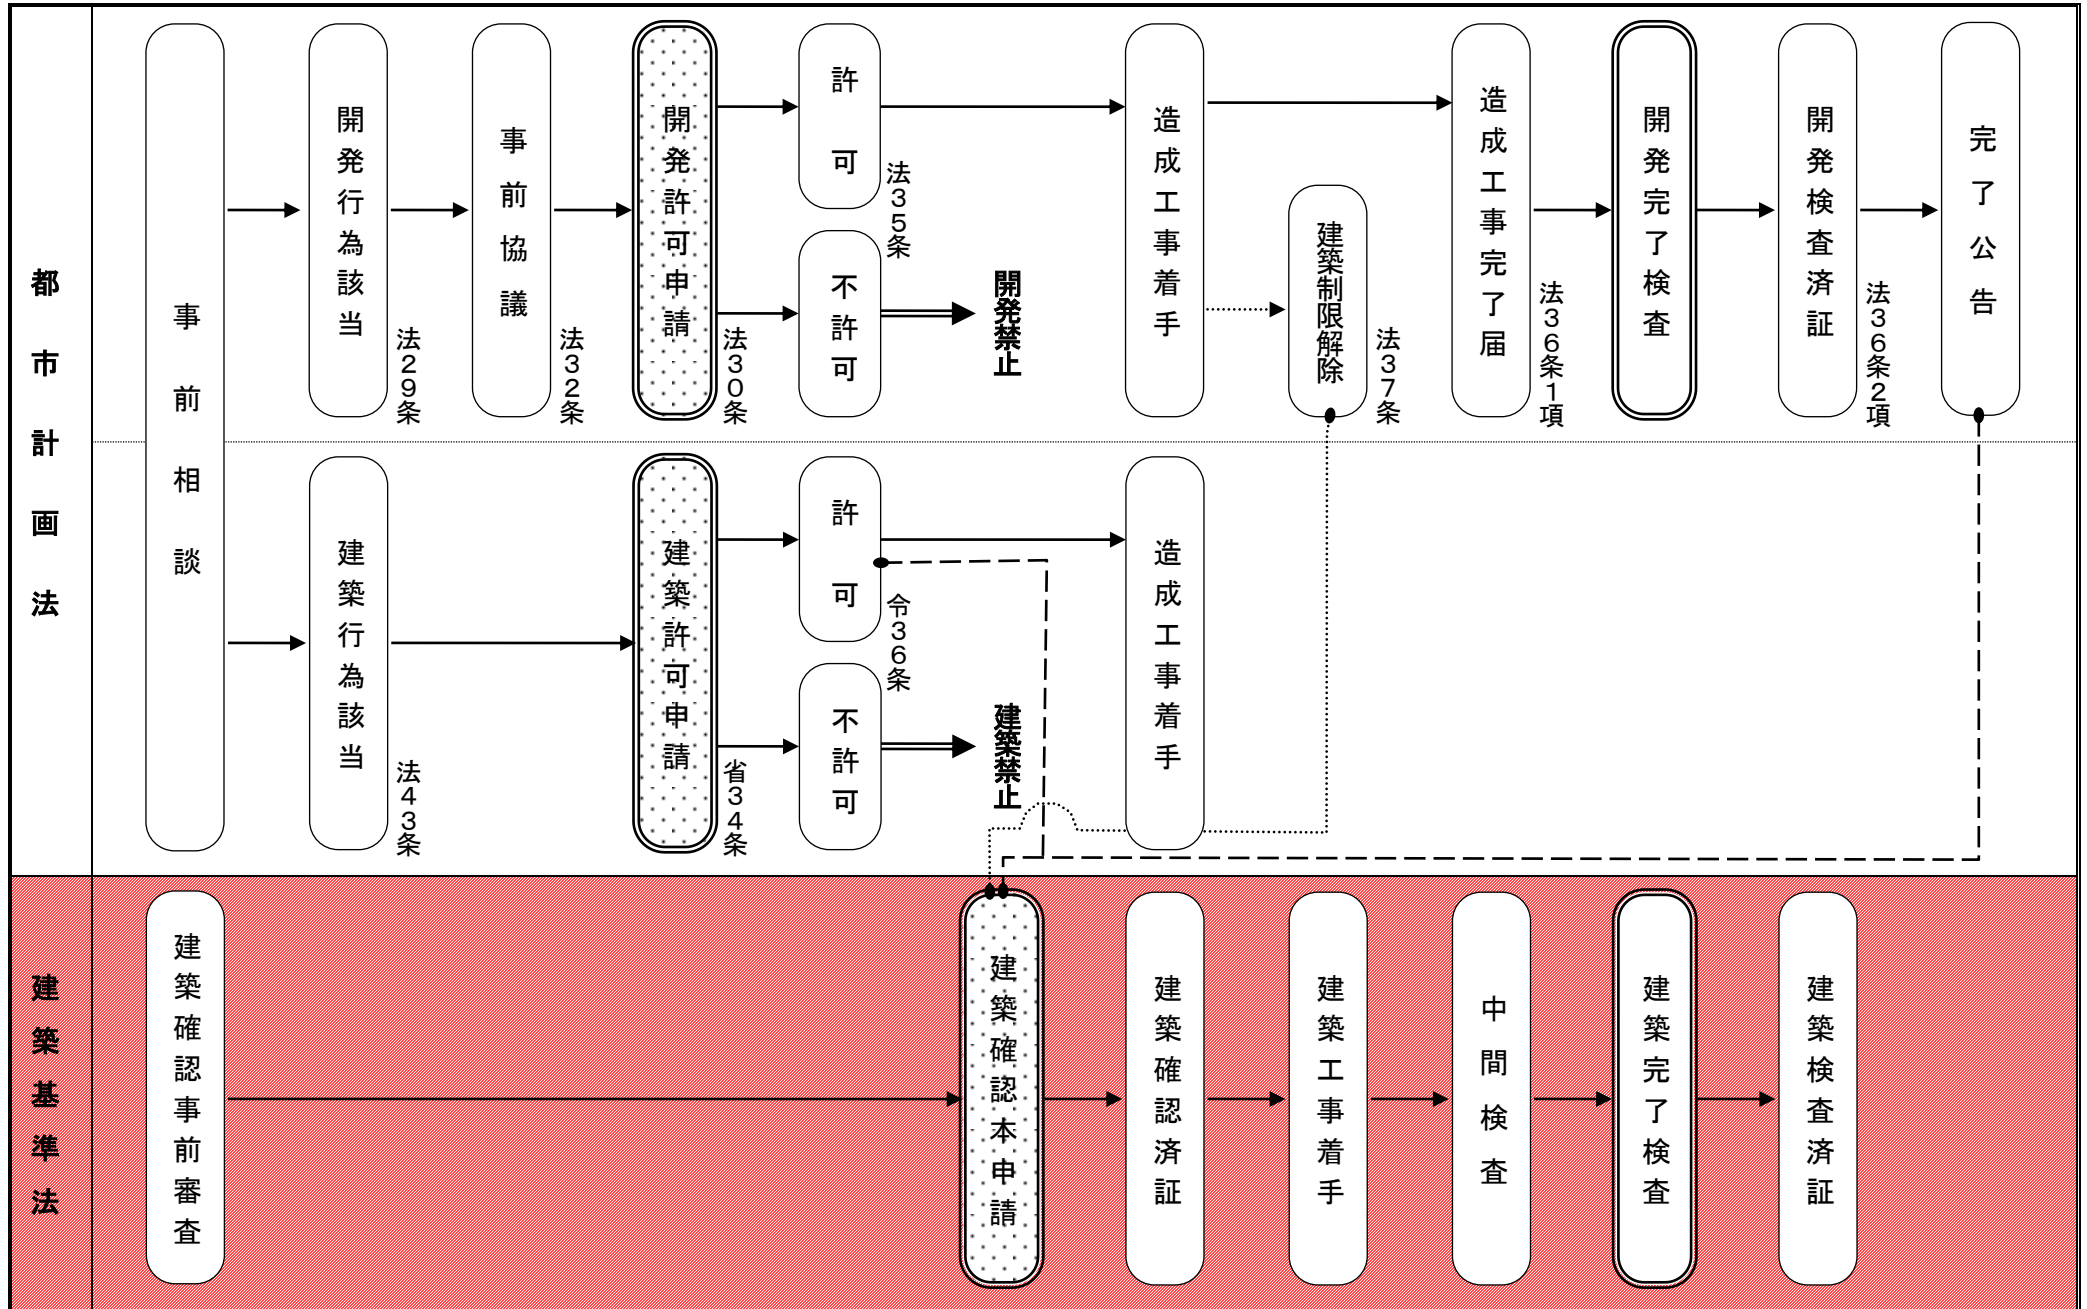 都市計画法
事前相談
開発行為該当
法29条
事前協議
法32条
開発許可申請
法30条
許可
法35条
不許可
開発禁止
造成工事着手
建築制限解除
法37条
造成工事完了届
法36条1項
開発完了検査
開発検査済証
法36条2項
完了公告
建築行為該当
法43条
建築許可申請
省34条
許可
令36条
不許可
建築禁止
造成工事着手
建築基準法
建築確認事前審査
建築確認本申請
建築確認済証
建築工事着手
中間検査
建築完了検査
建築検査済証